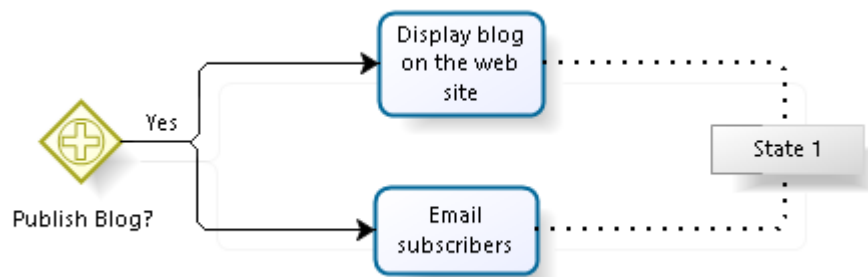 Display blog
on the web
site
Yes
State 1
Publish Blog?
Email
subscribers